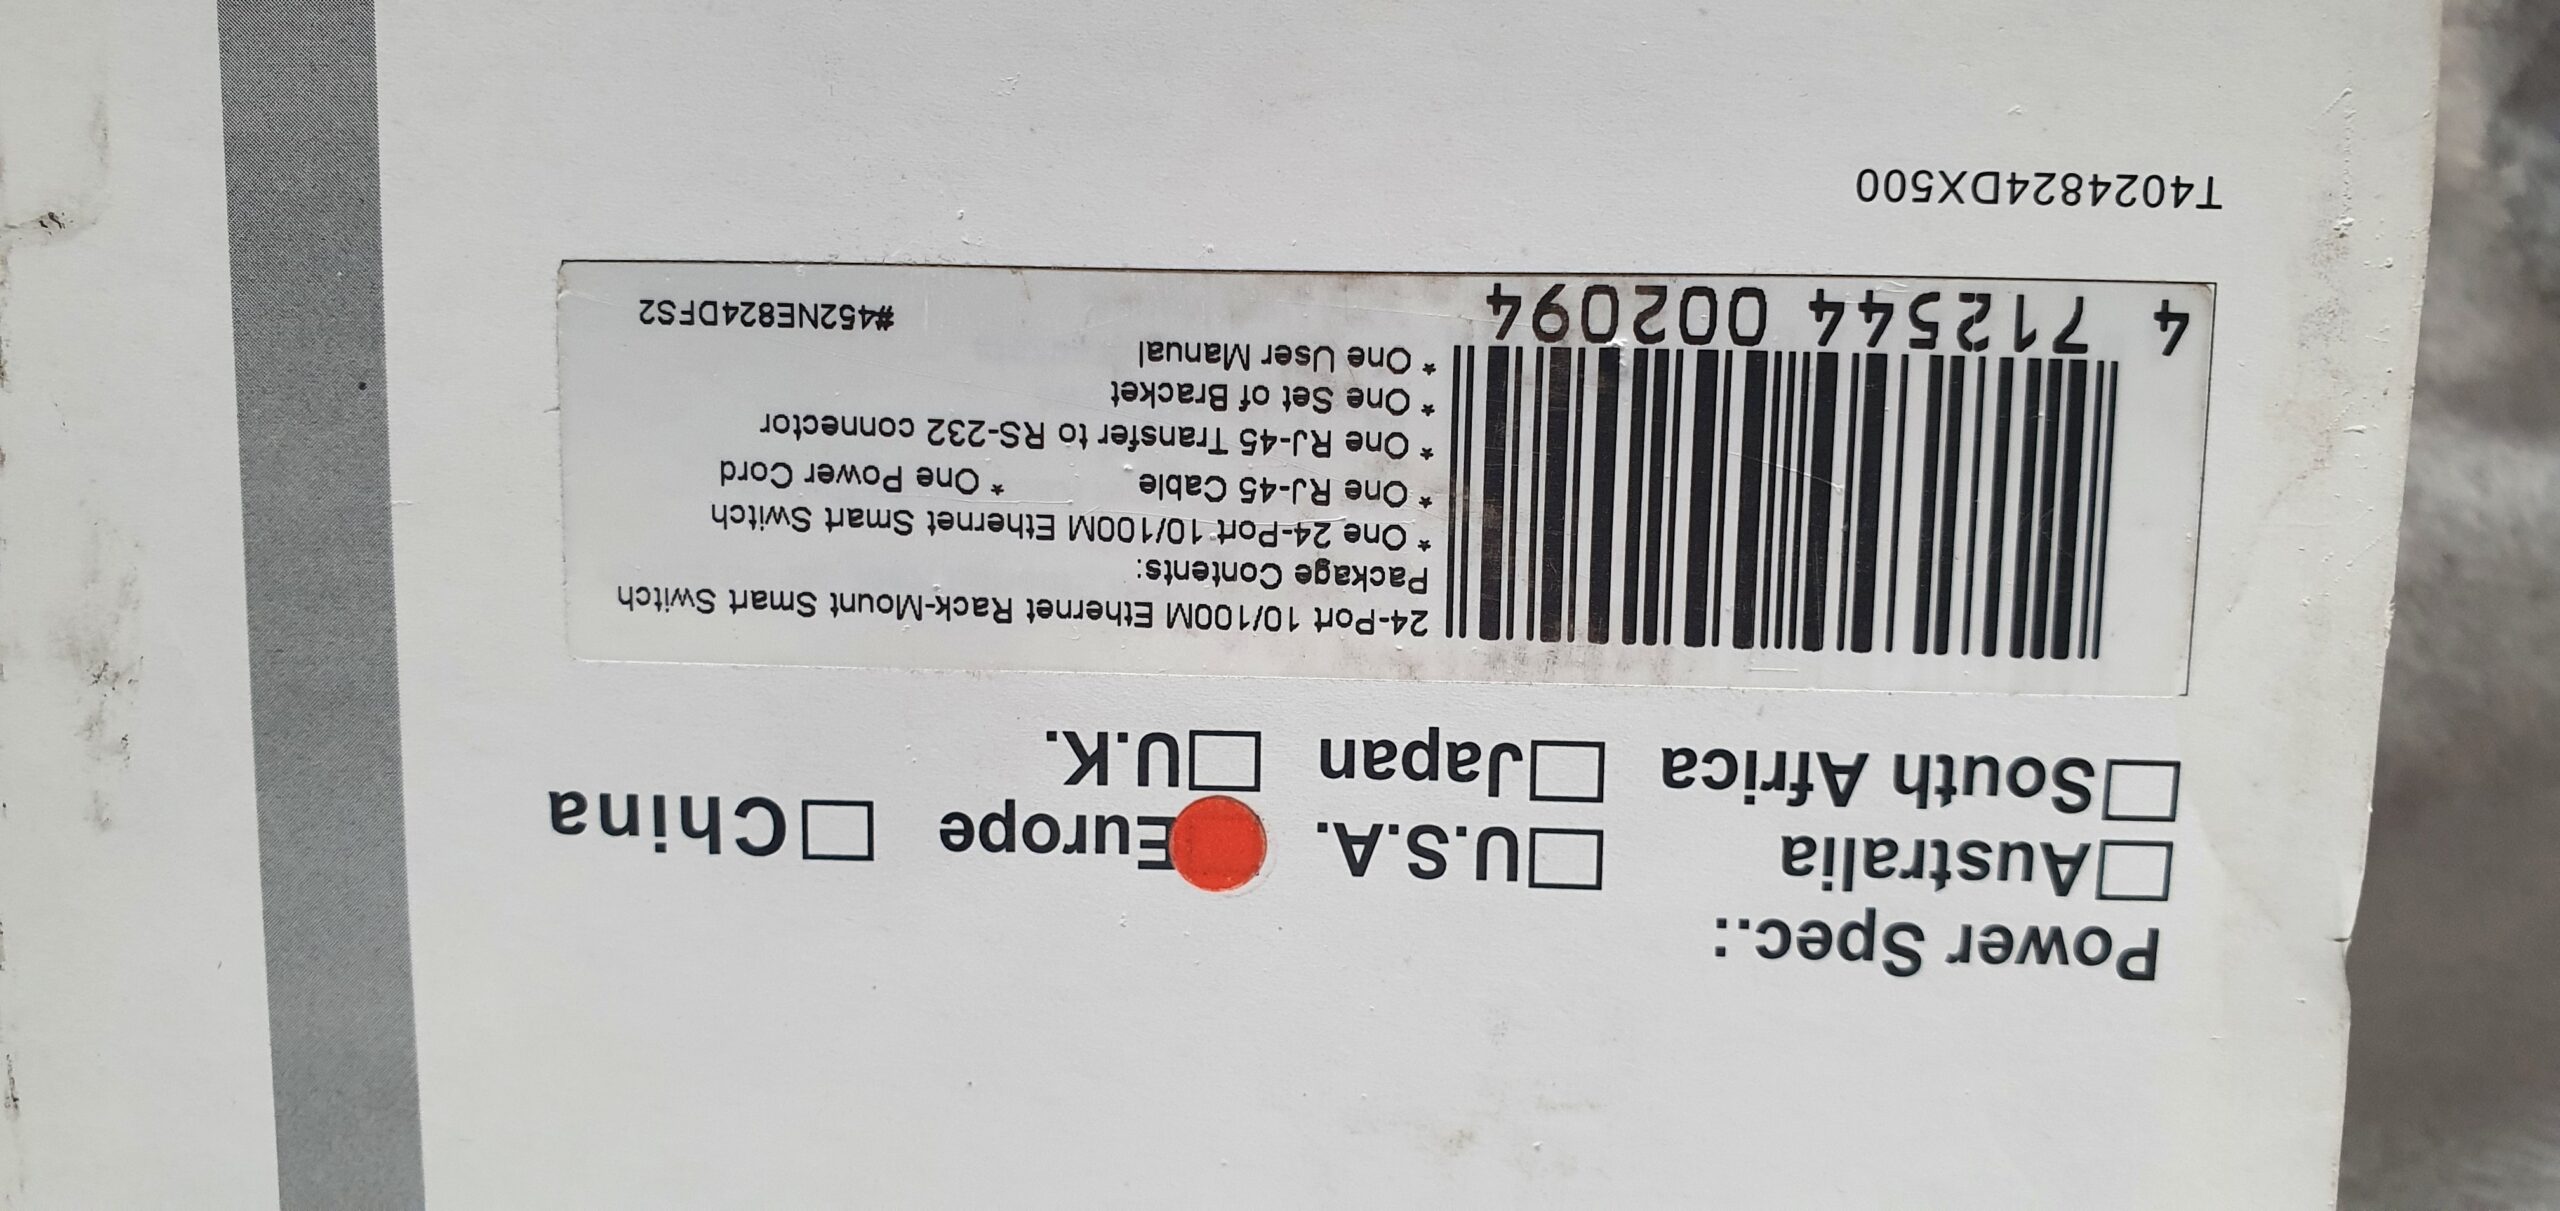 Power Spec.:
Australia U.S.A. Europe China
South Africa Japan U.K.
24-Port 10/100M Ethernet Rack-Mount Smart Switch
Package Contents:
* One 24-Port 10/100M Ethernet Smart Switch
* One RJ-45 Cable * One Power Cord
* One RJ-45 Transfer to RS-232 connector
* One Set of Bracket
* One User Manual
4 712544 002094
#452NE824DFS2
T4024824DX500